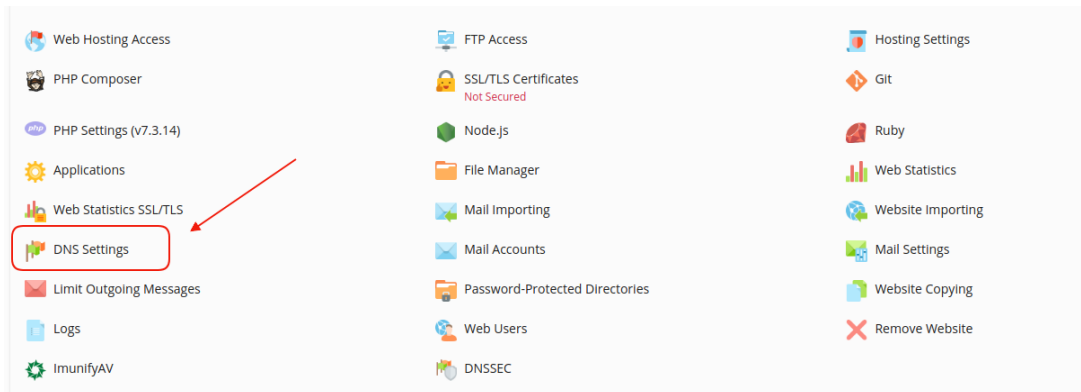 Web Hosting Access
FTP Access
Hosting Settings
PHP Composer
SSL/TLS Certificates
Not Secured
Git
php
PHP Settings (v7.3.14)
Node.js
Ruby
Applications
File Manager
Web Statistics
Web Statistics SSL/TLS
Mail Importing
Website Importing
DNS Settings
Mail Accounts
Mail Settings
Limit Outgoing Messages
Password-Protected Directories
Website Copying
Logs
Web Users
Remove Website
ImunifyAV
DNSSEC